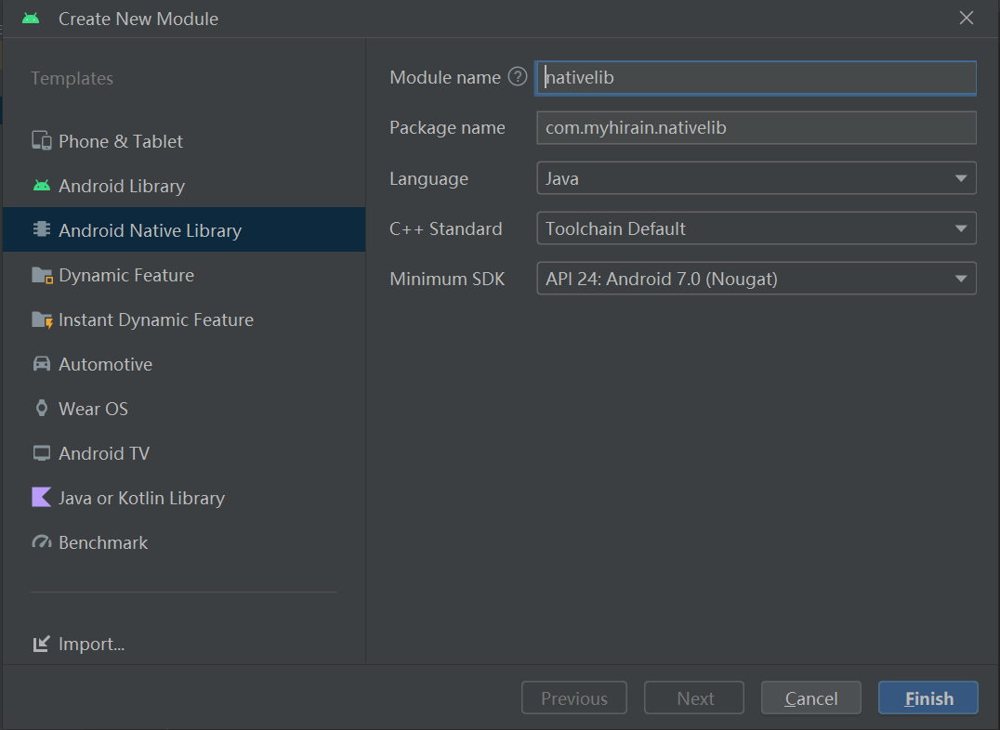 Create New Module
Templates
Phone & Tablet
Android Library
Android Native Library
Dynamic Feature
Instant Dynamic Feature
Automotive
Wear OS
Android TV
Java or Kotlin Library
Benchmark
Import...
Module name ? nativelib
Package name com.myhirain.nativelib
Language Java
C++ Standard Toolchain Default
Minimum SDK API 24: Android 7.0 (Nougat)
Previous Next Cancel Finish